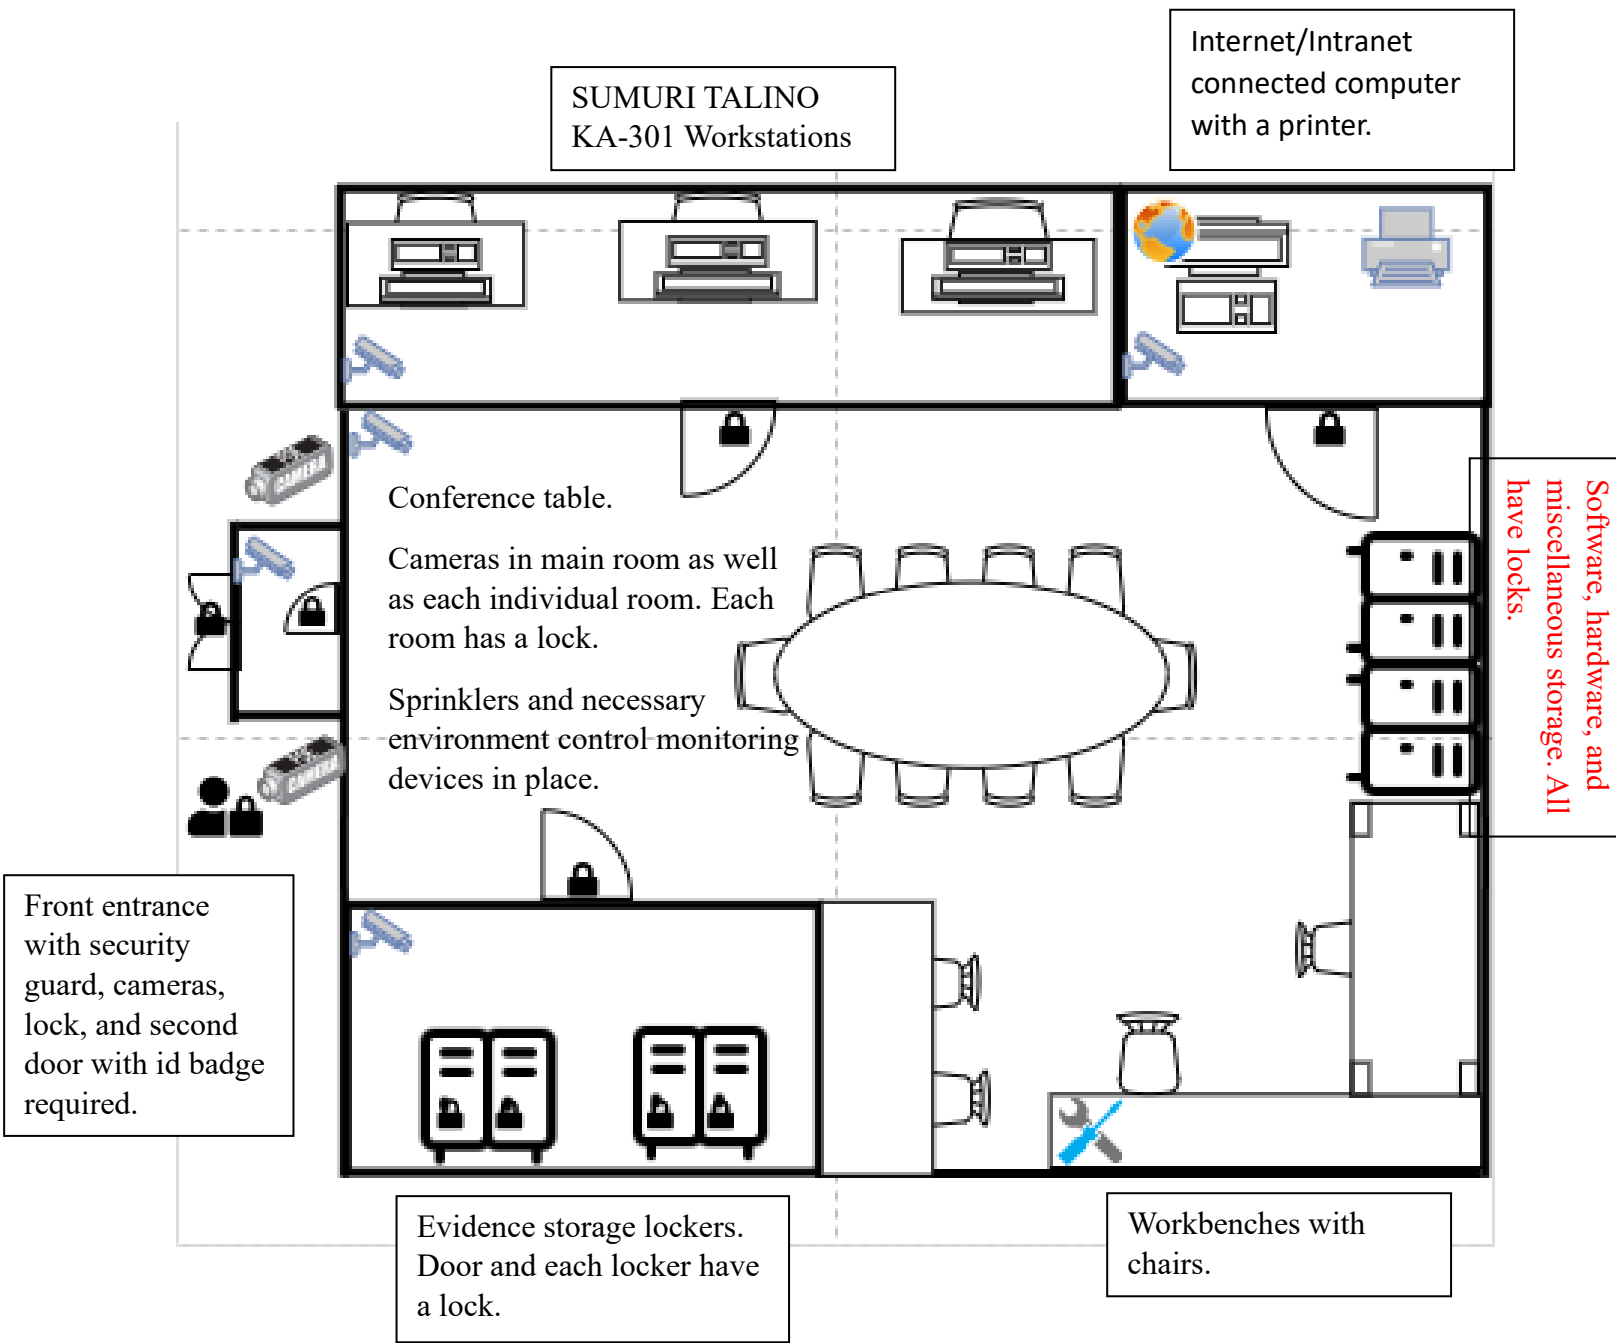 Internet/Intranet
connected computer
with a printer.
SUMURI TALINO
KA-301 Workstations
CAMERA
Conference table.
Cameras in main room as well
as each individual room. Each
room has a lock.
Sprinklers and necessary
environment control monitoring
devices in place.
Software, hardware, and
miscellaneous storage. All
have locks.
CAMERA
Front entrance
with security
guard, cameras,
lock, and second
door with id badge
required.
Evidence storage lockers.
Door and each locker have
a lock.
Workbenches with
chairs.